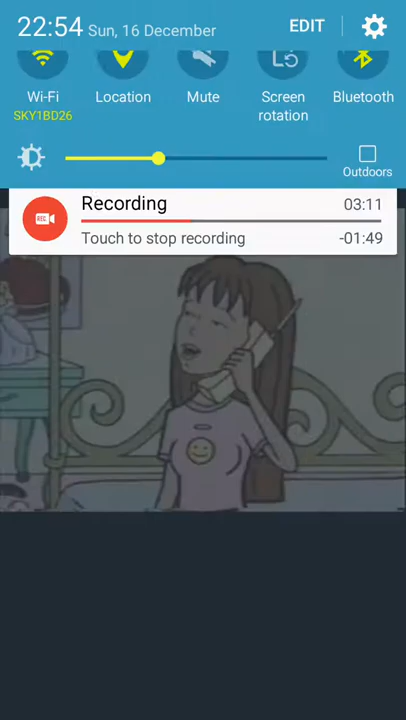 22:54 Sun, 16 December EDIT
Wi-Fi Location Mute Screen rotation Bluetooth
SKY1BD26
Outdoors
REC
Recording 03:11
Touch to stop recording -01:49